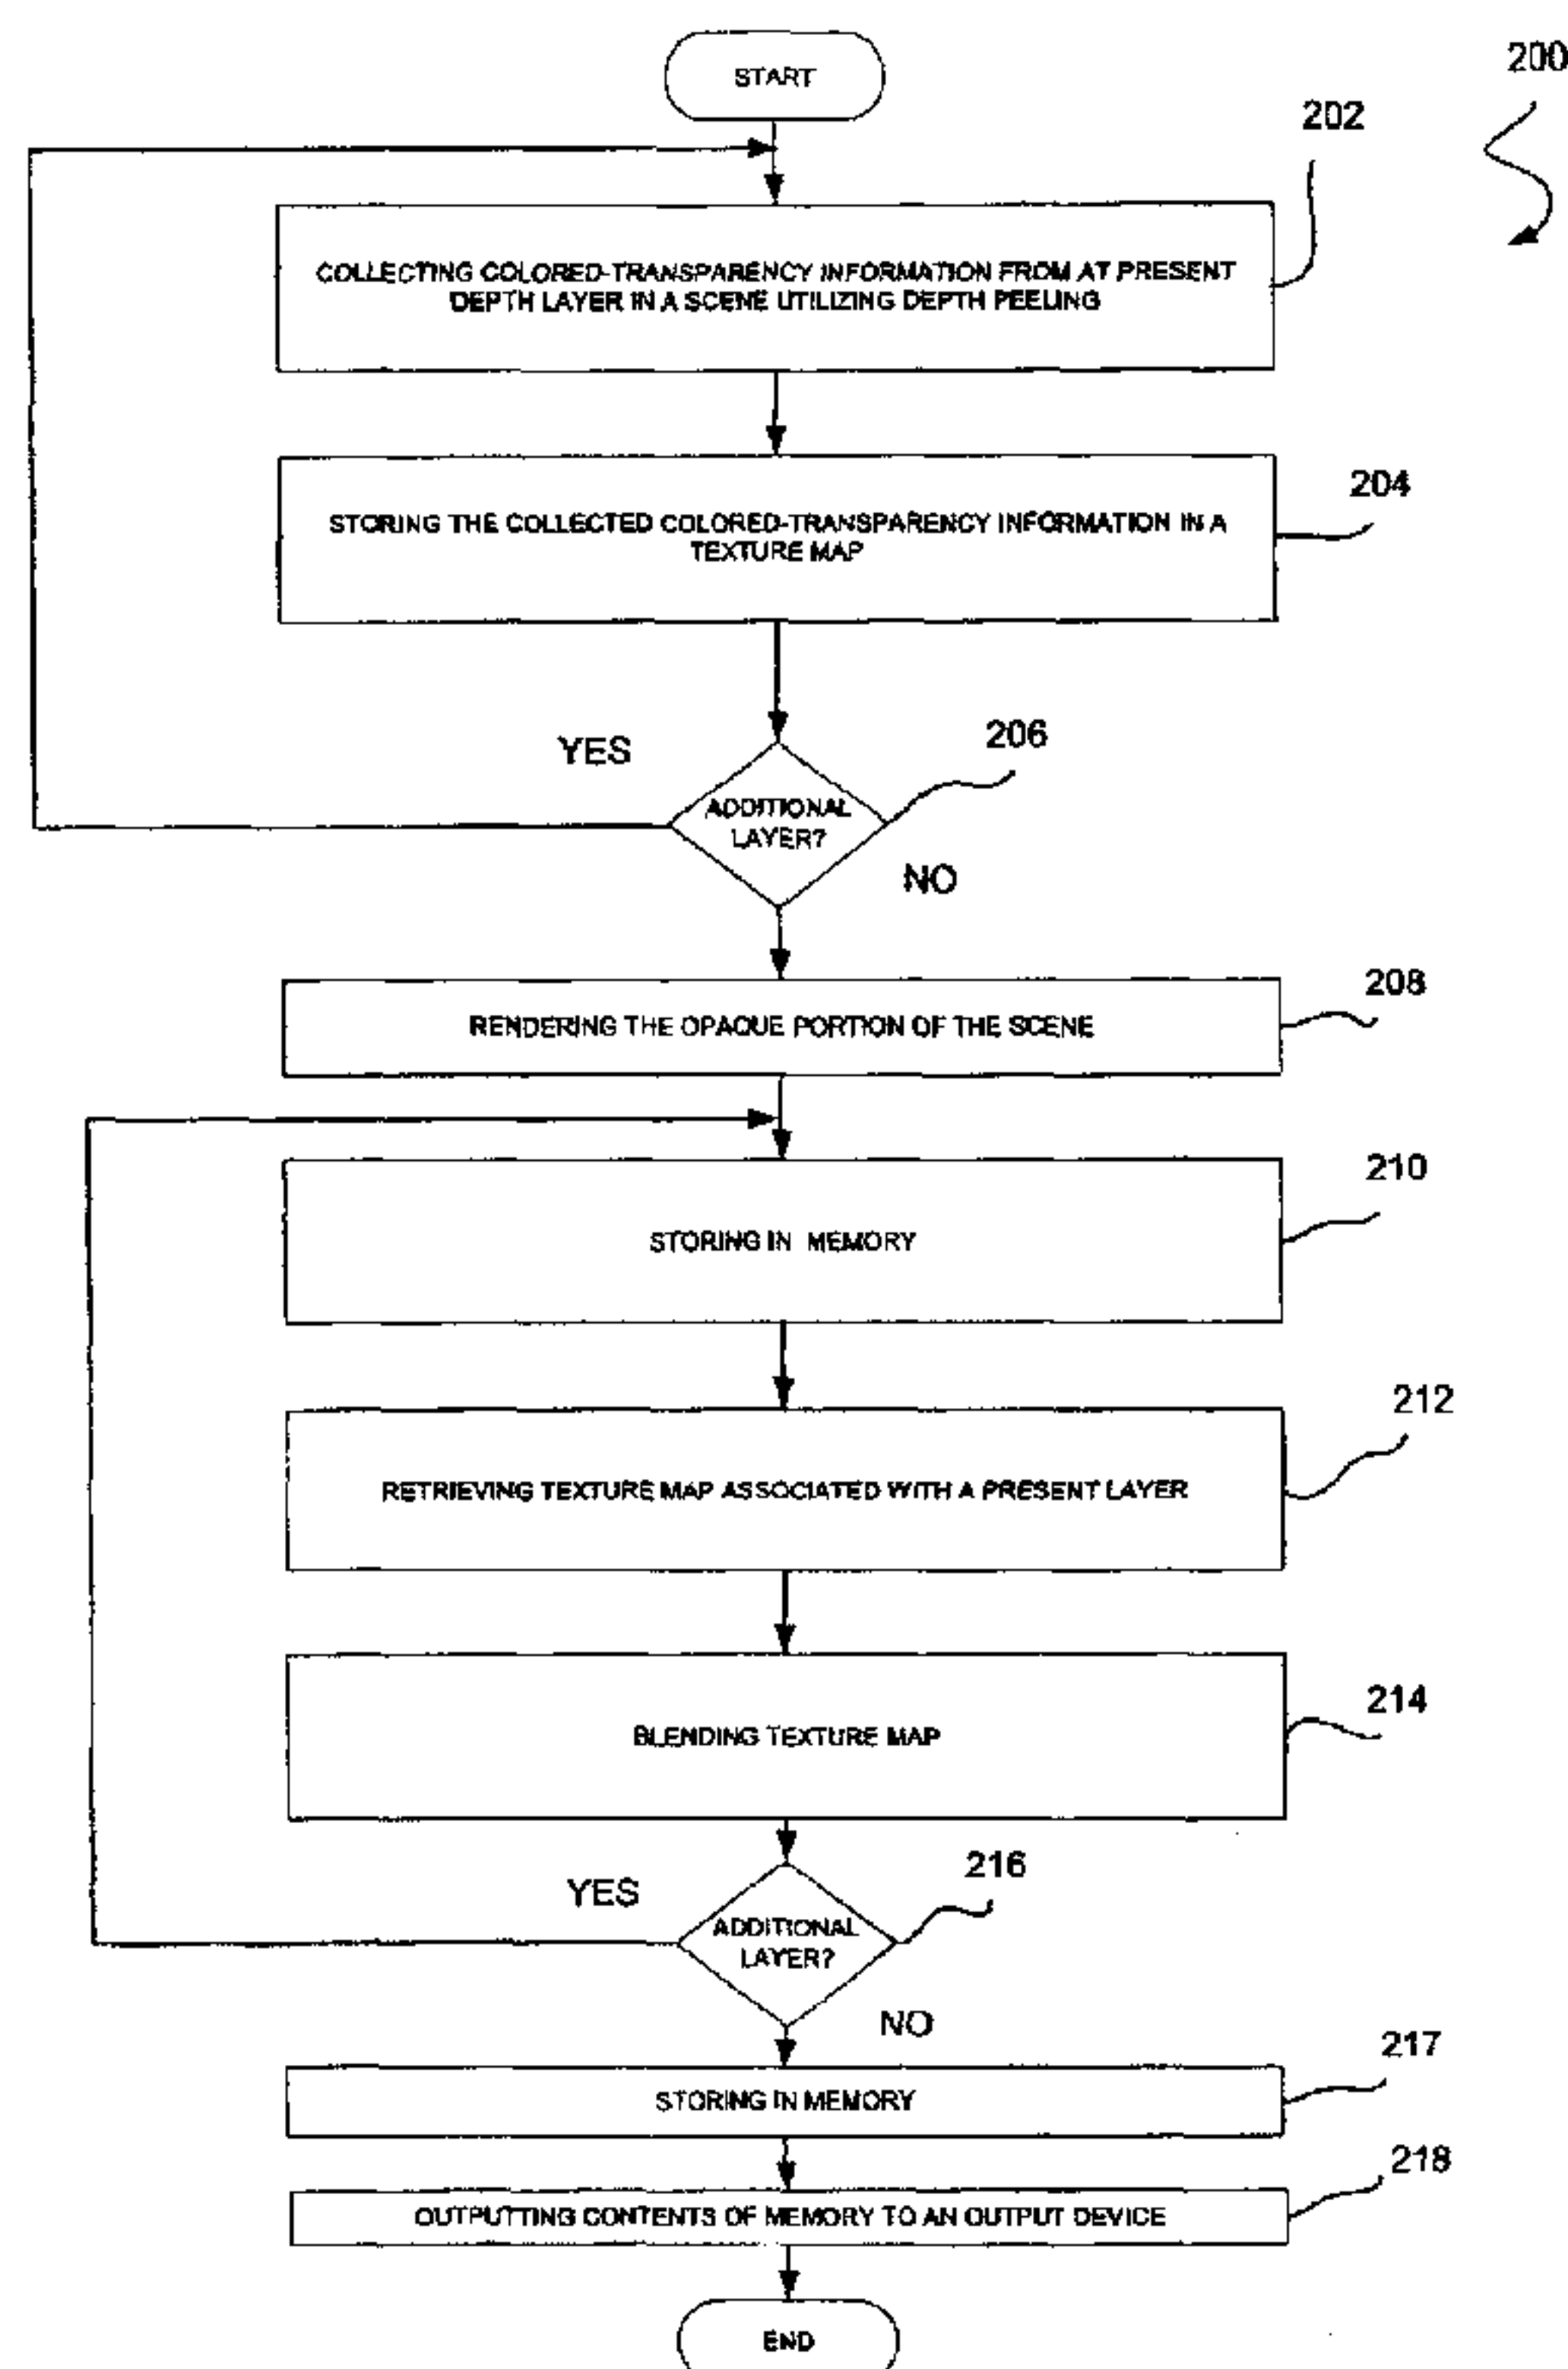 200
START
202
COLLECTING COLORED-TRANSPARENCY INFORMATION FROM AT PRESENT
DEPTH LAYER IN A SCENE UTILIZING DEPTH PEELING
204
STORING THE COLLECTED COLORED-TRANSPARENCY INFORMATION IN A
TEXTURE MAP
206
YES
ADDITIONAL
LAYER?
NO
208
RENDERING THE OPAQUE PORTION OF THE SCENE
210
STORING IN MEMORY
212
RETRIEVING TEXTURE MAP ASSOCIATED WITH A PRESENT LAYER
214
BLENDING TEXTURE MAP
216
YES
ADDITIONAL
LAYER?
NO
217
STORING IN MEMORY
218
OUTPUTTING CONTENTS OF MEMORY TO AN OUTPUT DEVICE
END